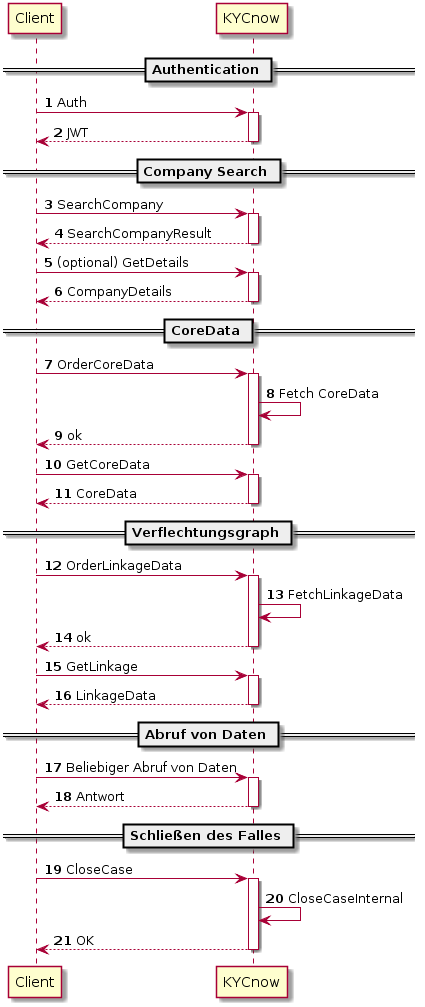 Client KYCnow
Authentication
1 Auth
2 JWT
Company Search
3 SearchCompany
4 SearchCompanyResult
5 (optional) GetDetails
6 CompanyDetails
CoreData
7 OrderCoreData
8 Fetch CoreData
9 ok
10 GetCoreData
11 CoreData
Verflechtungsgraph
12 OrderLinkageData
13 FetchLinkageData
14 ok
15 GetLinkage
16 LinkageData
Abruf von Daten
17 Beliebiger Abruf von Daten
18 Antwort
Schließen des Falles
19 CloseCase
20 CloseCaseInternal
21 OK
Client KYCnow